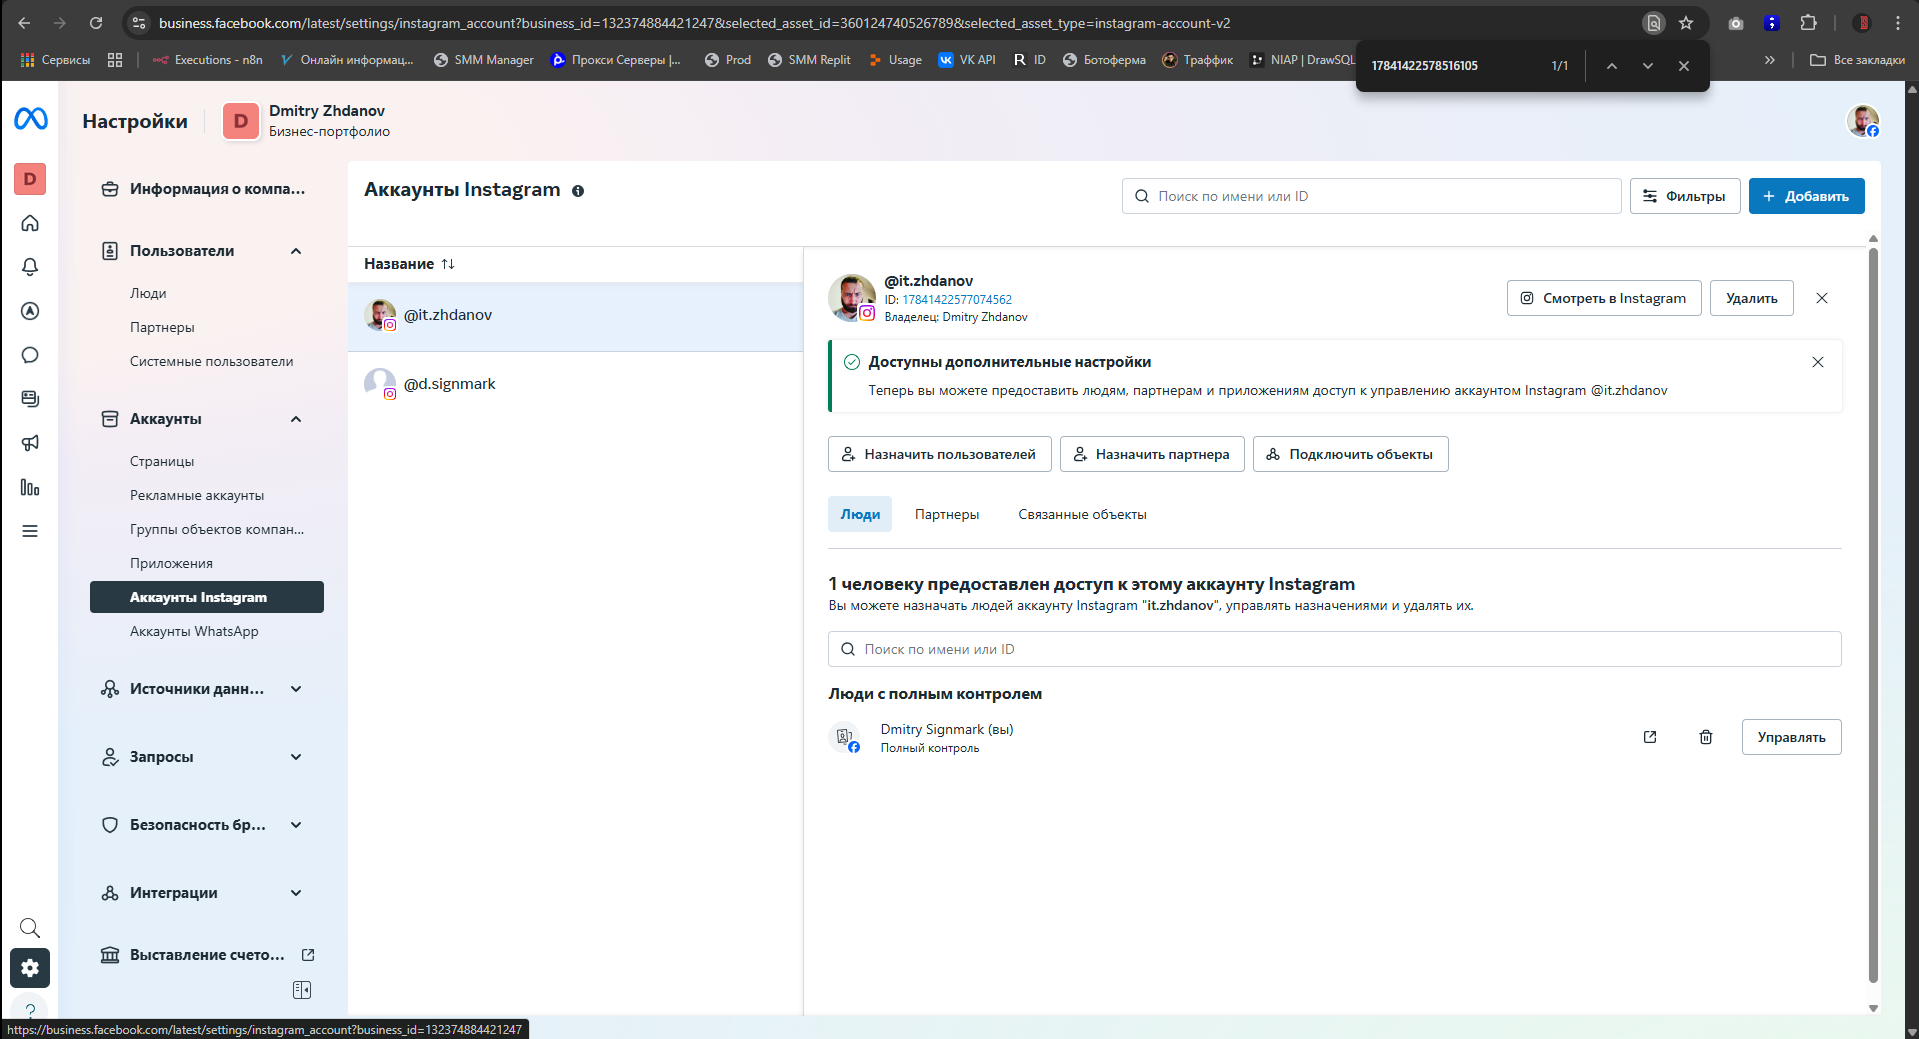 business.facebook.com/latest/settings/instagram_account?business_id=132374884421247&selected_asset_id=360124740526789&selected_asset_type=instagram-account-v2
Сервисы
Executions - n8n
Онлайн информац...
SMM Manager
Прокси Серверы |...
Prod
SMM Replit
Usage
VK API
ID
Ботоферма
Траффик
NIAP | DrawSQL
Все закладки
17841422578516105
1/1
Настройки
D
Dmitry Zhdanov
Бизнес-портфолио
D
Информация о компа...
Пользователи
Люди
Партнеры
Системные пользователи
Аккаунты
Страницы
Рекламные аккаунты
Группы объектов компан...
Приложения
Аккаунты Instagram
Аккаунты WhatsApp
Источники данн...
Запросы
Безопасность бр...
Интеграции
Выставление счето...
Аккаунты Instagram
Поиск по имени или ID
Фильтры
Добавить
Название
@it.zhdanov
@d.signmark
@it.zhdanov
ID: 17841422577074562
Владелец: Dmitry Zhdanov
Смотреть в Instagram
Удалить
Доступны дополнительные настройки
Теперь вы можете предоставить людям, партнерам и приложениям доступ к управлению аккаунтом Instagram @it.zhdanov
Назначить пользователей
Назначить партнера
Подключить объекты
Люди
Партнеры
Связанные объекты
1 человеку предоставлен доступ к этому аккаунту Instagram
Вы можете назначать людей аккаунту Instagram "it.zhdanov", управлять назначениями и удалять их.
Поиск по имени или ID
Люди с полным контролем
Dmitry Signmark (вы)
Полный контроль
Управлять
https://business.facebook.com/latest/settings/instagram_account?business_id=132374884421247